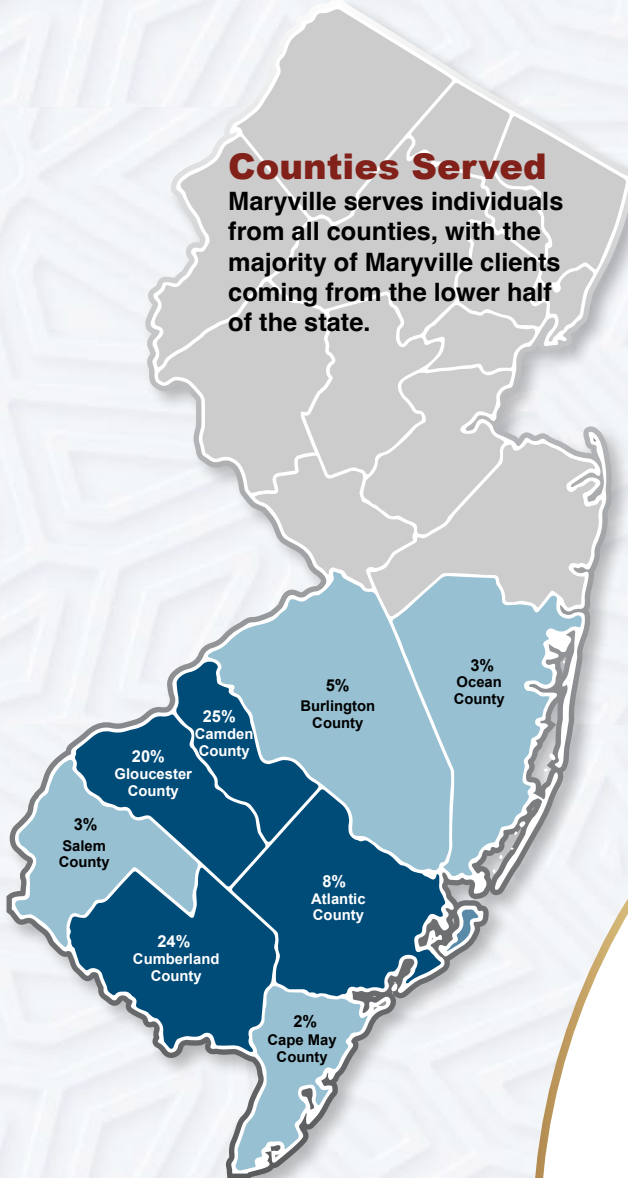 Counties Served
Maryville serves individuals
from all counties, with the
majority of Maryville clients
coming from the lower half
of the state.
3%
Ocean
County
5%
Burlington
County
25%
Camden
County
20%
Gloucester
County
3%
Salem
County
8%
Atlantic
County
24%
Cumberland
County
2%
Cape May
County